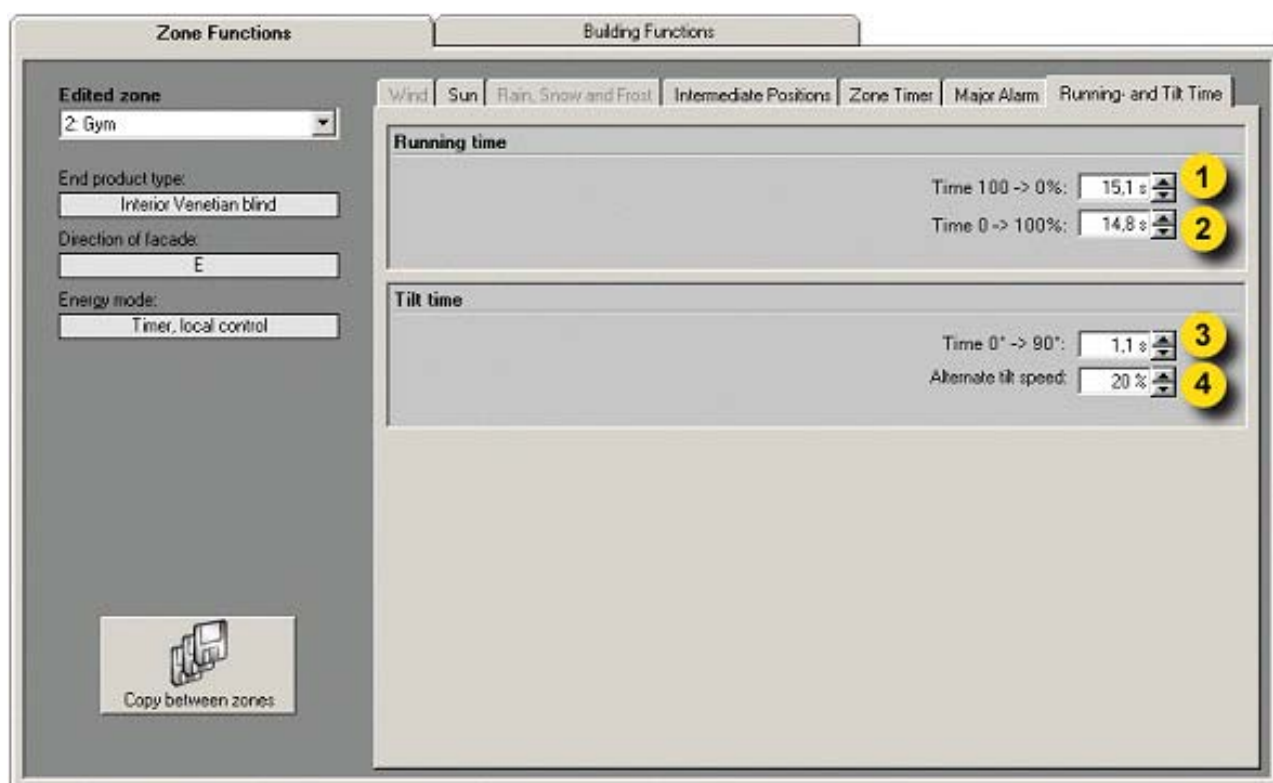 Zone Functions
Building Functions
Edited zone
2: Gym
End product type:
Interior Venetian blind
Direction of facade:
E
Energy mode:
Timer, local control
Copy between zones
Wind
Sun
Rain, Snow and Frost
Intermediate Positions
Zone Timer
Major Alarm
Running- and Tilt Time
Running time
Time 100 -> 0%: 15,1 s 1
Time 0 -> 100%: 14,8 s 2
Tilt time
Time 0° -> 90°: 1,1 s 3
Alternate tilt speed: 20 % 4